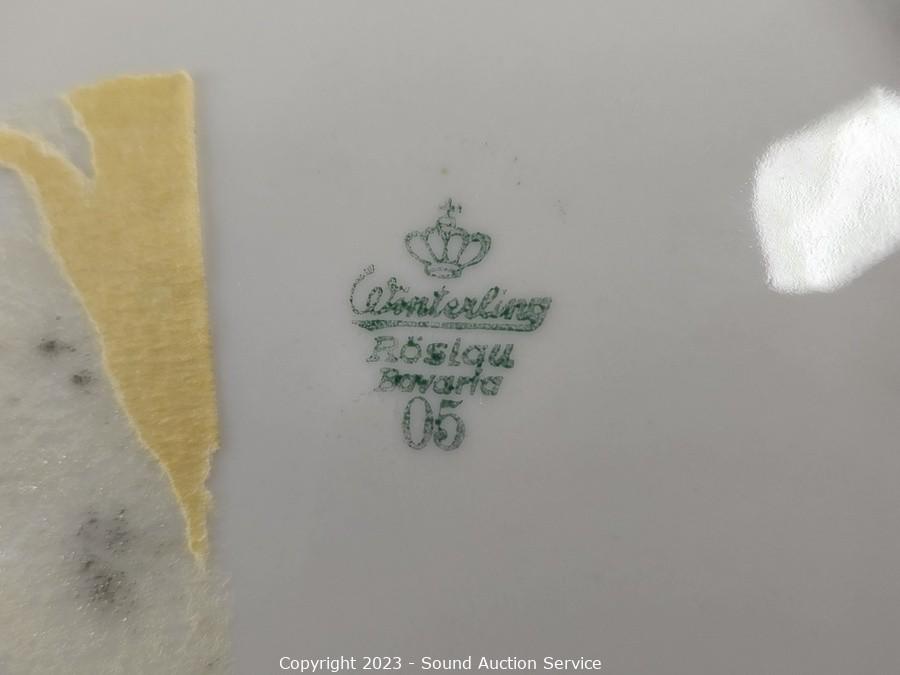 Winterling
Röslau
Bavaria
05
Copyright 2023 - Sound Auction Service